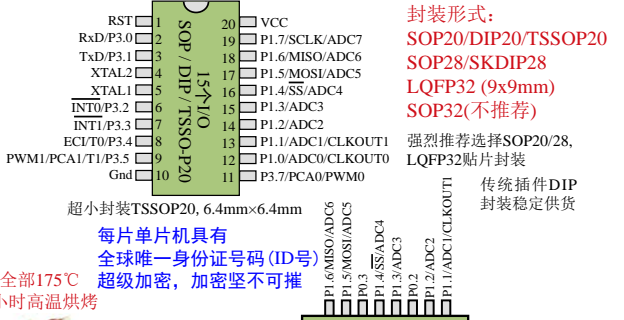 RST 1 20 VCC
RxD/P3.0 2 19 P1.7/SCLK/ADC7
TxD/P3.1 3 18 P1.6/MISO/ADC6
XTAL2 4 17 P1.5/MOSI/ADC5
XTAL1 5 16 P1.4/SS/ADC4
INT0/P3.2 6 15 P1.3/ADC3
INT1/P3.3 7 14 P1.2/ADC2
ECI/T0/P3.4 8 13 P1.1/ADC1/CLKOUT1
PWM1/PCA1/T1/P3.5 9 12 P1.0/ADC0/CLKOUT0
Gnd 10 11 P3.7/PCA0/PWM0
15个I/O
SOP / DIP / TSSO-P20
超小封装TSSOP20, 6.4mm×6.4mm
每片单片机具有
全球唯一身份证号码(ID号)
超级加密，加密坚不可摧
全部175℃
小时高温烘烤
封装形式：
SOP20/DIP20/TSSOP20
SOP28/SKDIP28
LQFP32 (9x9mm)
SOP32(不推荐)
强烈推荐选择SOP20/28,
LQFP32贴片封装
传统插件DIP
封装稳定供货
P1.6/MISO/ADC6
P1.5/MOSI/ADC5
P0.3
P1.4/SS/ADC4
P1.3/ADC3
P0.2
P1.2/ADC2
P1.1/ADC1/CLKOUT1